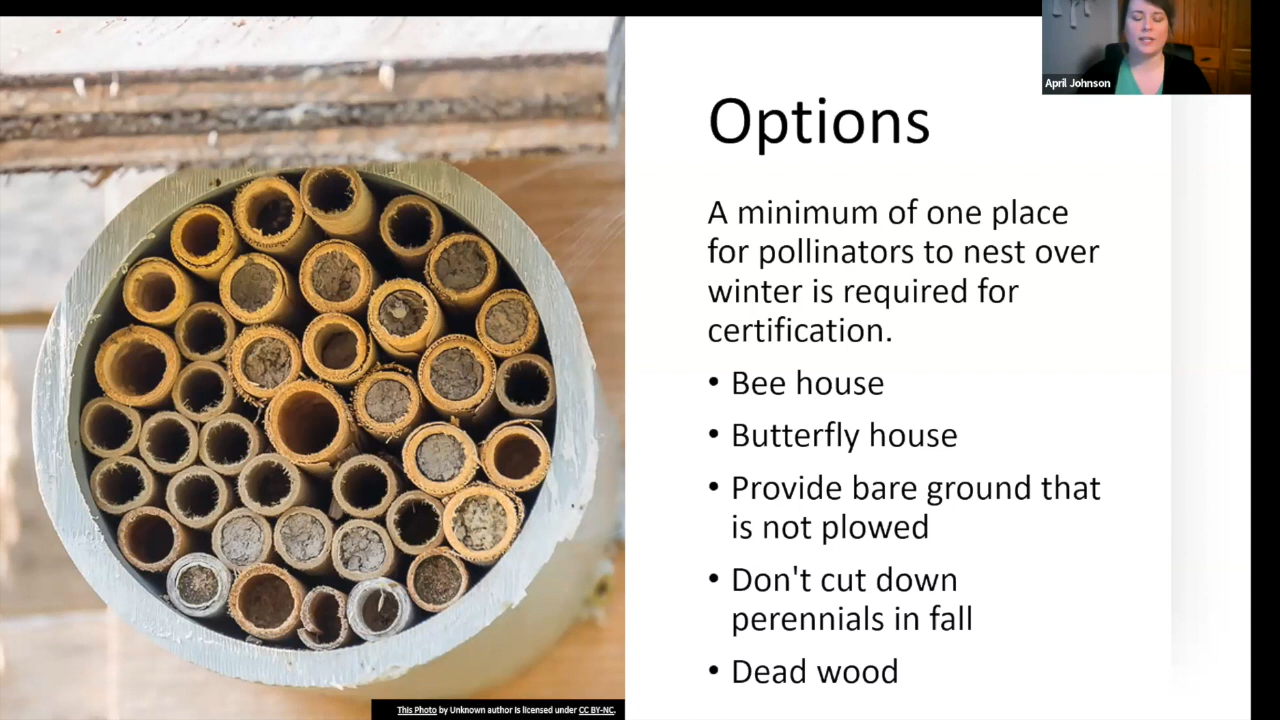 April Johnson
Options
A minimum of one place
for pollinators to nest over
winter is required for
certification.
• Bee house
• Butterfly house
• Provide bare ground that
is not plowed
• Don't cut down
perennials in fall
• Dead wood
This Photo by Unknown author is licensed under CC BY-NC.